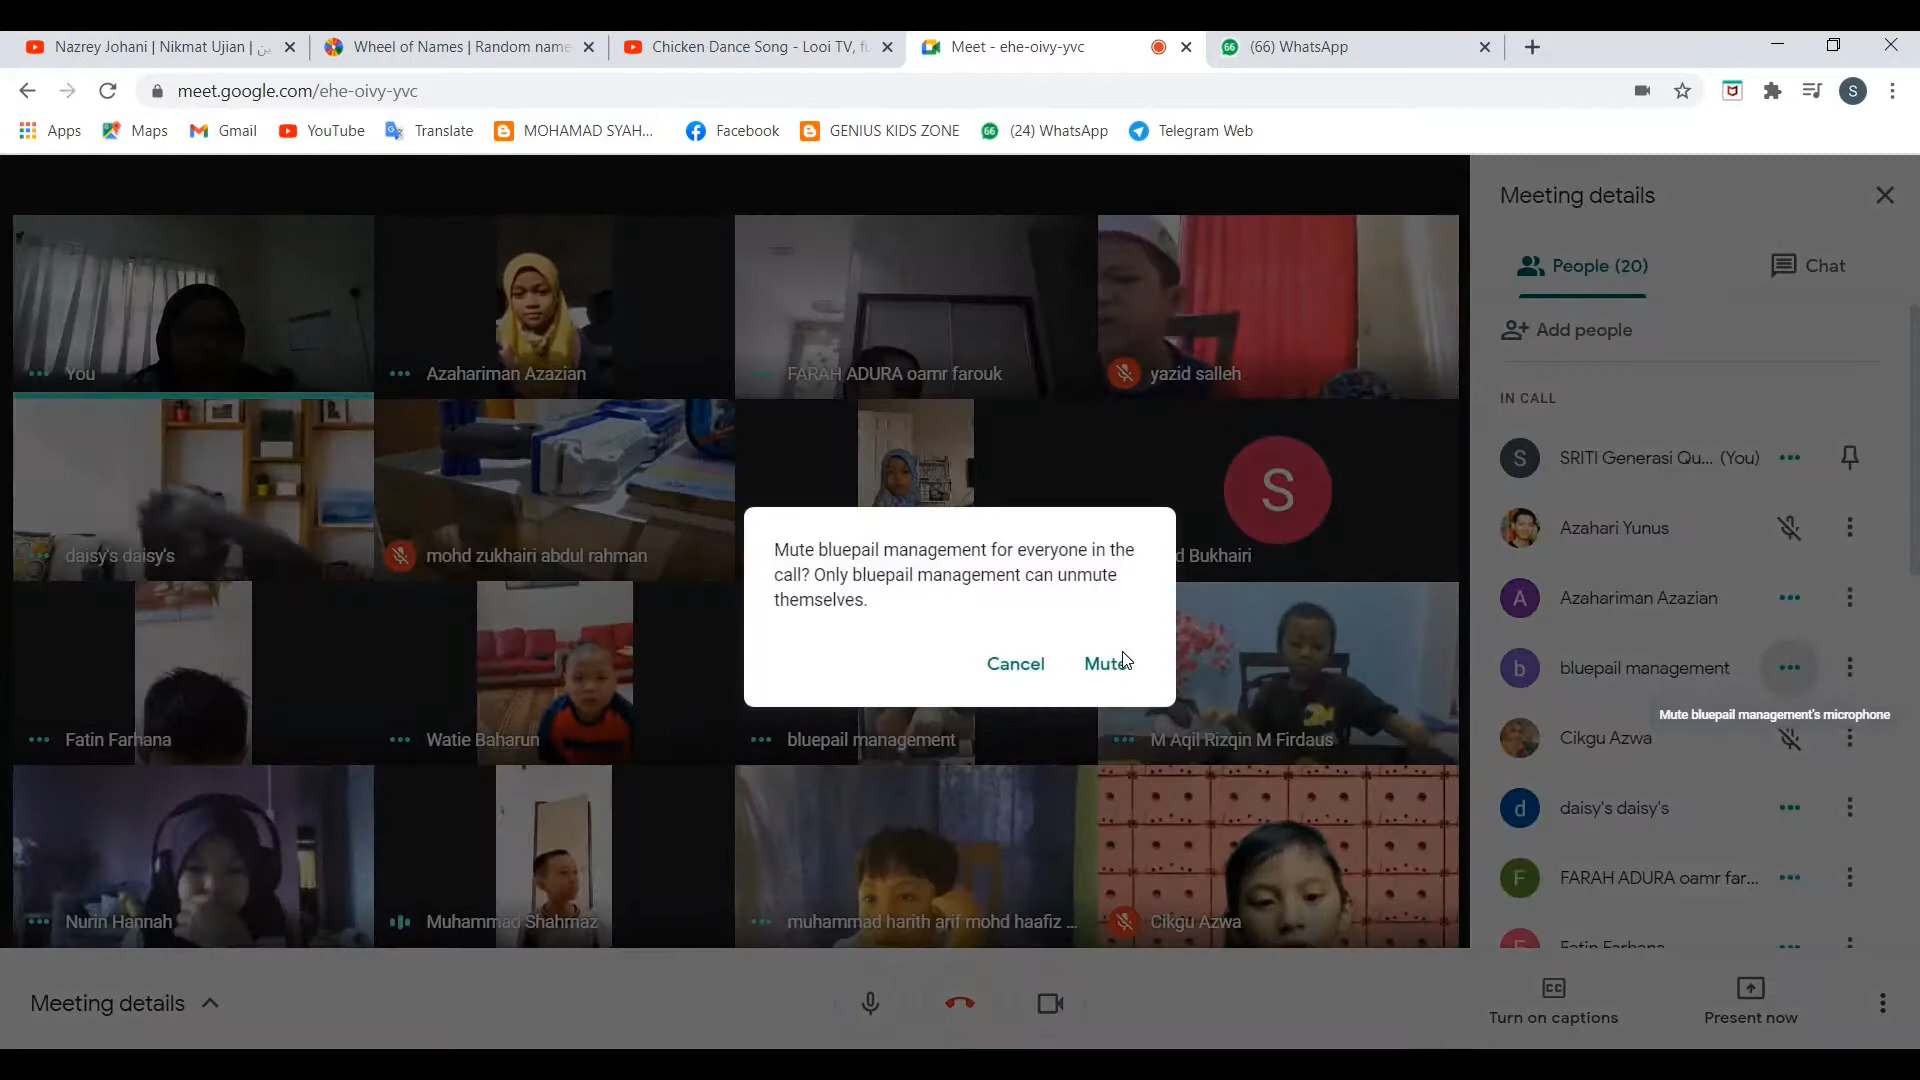 Nazrey Johani | Nikmat Ujian |
Wheel of Names | Random name
Chicken Dance Song - Looi TV, fu
Meet - ehe-oivy-yvc
(66) WhatsApp
meet.google.com/ehe-oivy-yvc
S
Apps
Maps
Gmail
YouTube
Translate
MOHAMAD SYAH...
Facebook
GENIUS KIDS ZONE
(24) WhatsApp
Telegram Web
You
Azahariman Azazian
FARAH ADURA oamr farouk
yazid salleh
daisy's daisy's
mohd zukhairi abdul rahman
S
d Bukhairi
Fatin Farhana
Watie Baharun
bluepail management
M Aqil Rizqin M Firdaus
Nurin Hannah
Muhammad Shahrnaz
muhammad harith arif mohd haafiz ...
Cikgu Azwa
Mute bluepail management for everyone in the
call? Only bluepail management can unmute
themselves.
Cancel
Mute
Meeting details
People (20)
Chat
Add people
IN CALL
S
SRITI Generasi Qu... (You)
Azahari Yunus
A
Azahariman Azazian
b
bluepail management
Mute bluepail management's microphone
Cikgu Azwa
d
daisy's daisy's
F
FARAH ADURA oamr far...
Fatin Farhana
Meeting details
CC
Turn on captions
Present now